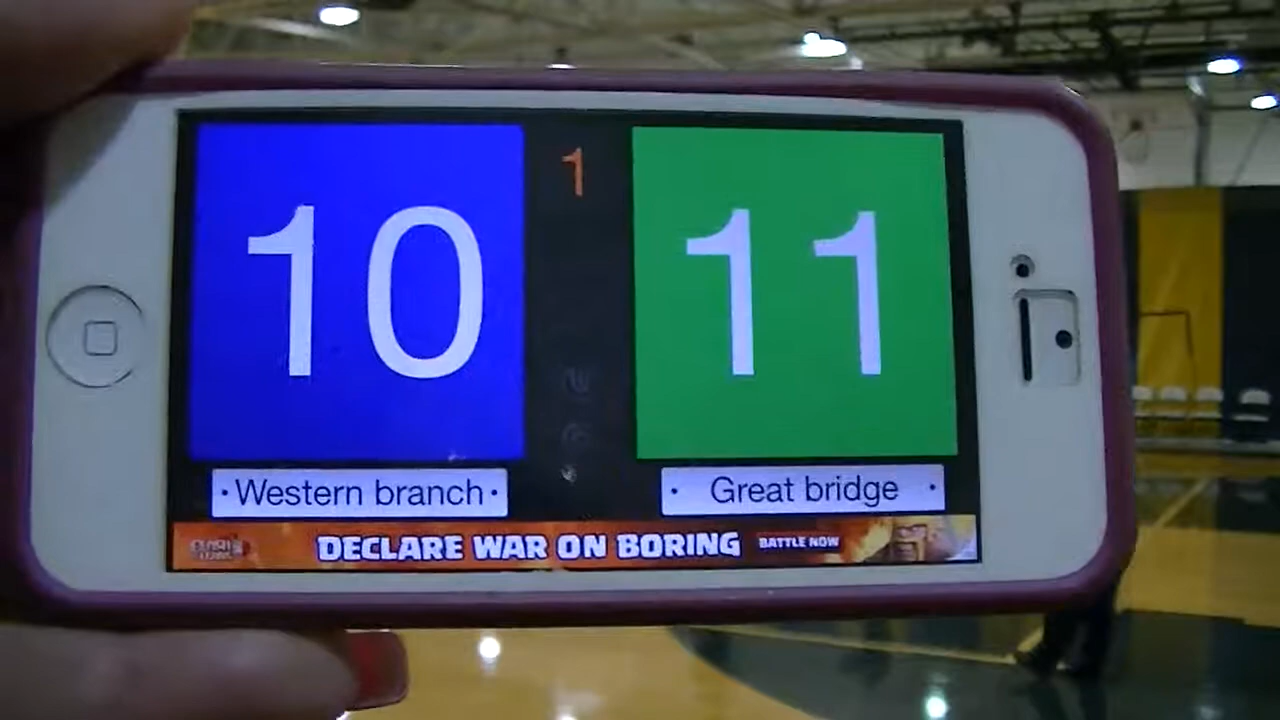 10
1
11
·Western branch·
· Great bridge ·
DECLARE WAR ON BORING
BATTLE NOW